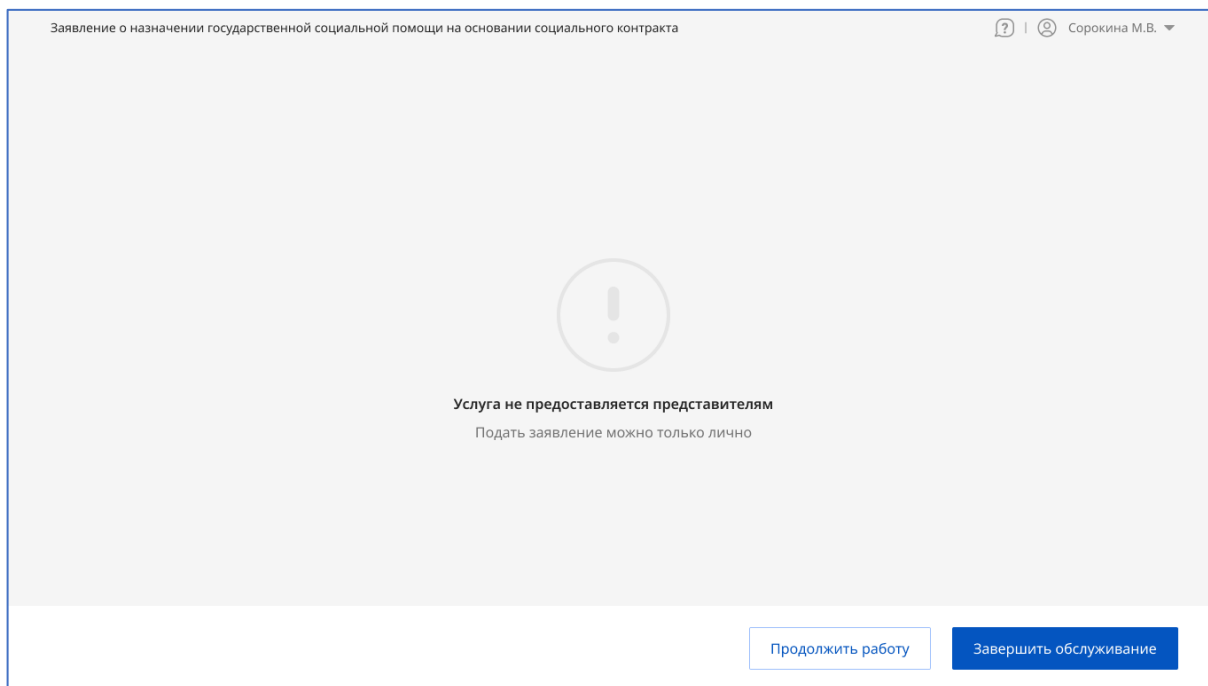 Заявление о назначении государственной социальной помощи на основании социального контракта
? Сорокина М.В.
Услуга не предоставляется представителям
Подать заявление можно только лично
Продолжить работу Завершить обслуживание